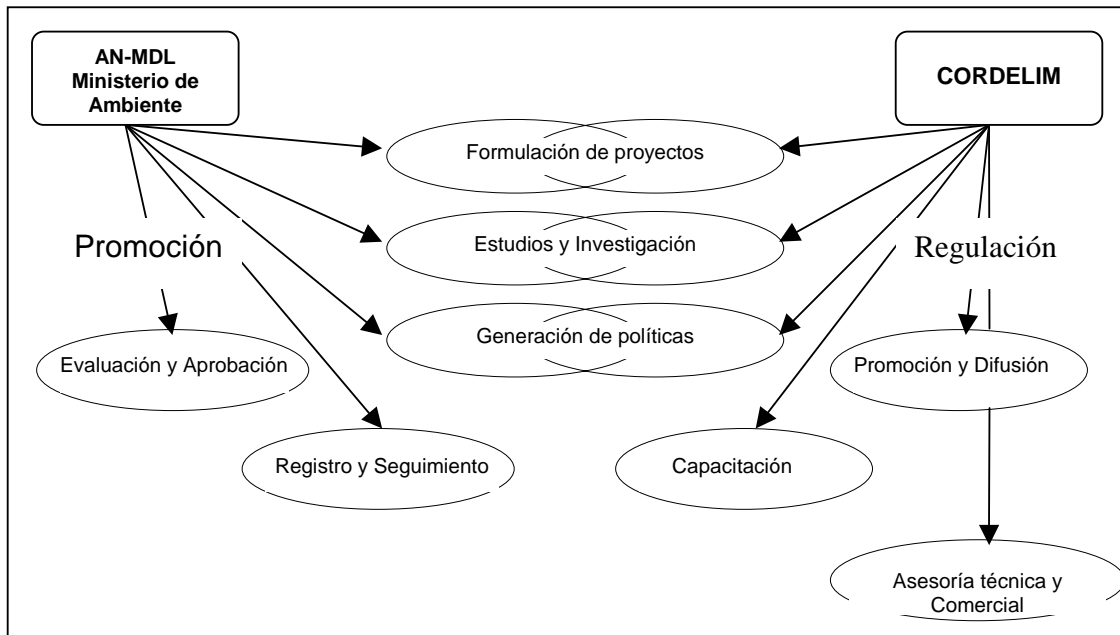 AN-MDL
Ministerio de
Ambiente
CORDELIM
Formulación de proyectos
Promoción
Estudios y Investigación
Regulación
Generación de políticas
Evaluación y Aprobación
Promoción y Difusión
Registro y Seguimiento
Capacitación
Asesoría técnica y
Comercial